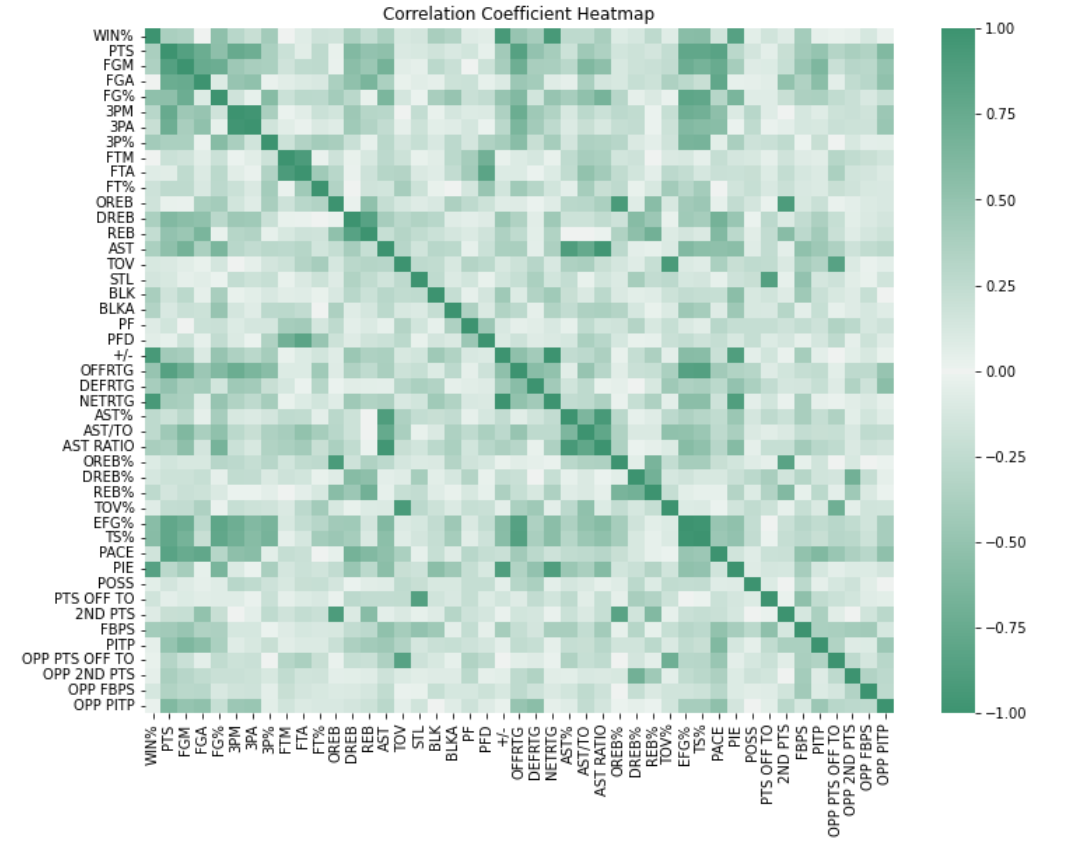 Correlation Coefficient Heatmap
WIN%
PTS
FGM
FGA
FG%
3PM
3PA
3P%
FTM
FTA
FT%
OREB
DREB
REB
AST
TOV
STL
BLK
BLKA
PF
PFD
+/-
OFFRTG
DEFRTG
NETRTG
AST%
AST/TO
AST RATIO
OREB%
DREB%
REB%
TOV%
EFG%
TS%
PACE
PIE
POSS
PTS OFF TO
2ND PTS
FBPS
PITP
OPP PTS OFF TO
OPP 2ND PTS
OPP FBPS
OPP PITP
WIN%
PTS
FGM
FGA
FG%
3PM
3PA
3P%
FTM
FTA
FT%
OREB
DREB
REB
AST
TOV
STL
BLK
BLKA
PF
PFD
+/-
OFFRTG
DEFRTG
NETRTG
AST%
AST/TO
AST RATIO
OREB%
DREB%
REB%
TOV%
EFG%
TS%
PACE
PIE
POSS
PTS OFF TO
2ND PTS
FBPS
PITP
OPP PTS OFF TO
OPP 2ND PTS
OPP FBPS
OPP PITP
1.00
0.75
0.50
0.25
0.00
−0.25
−0.50
−0.75
−1.00